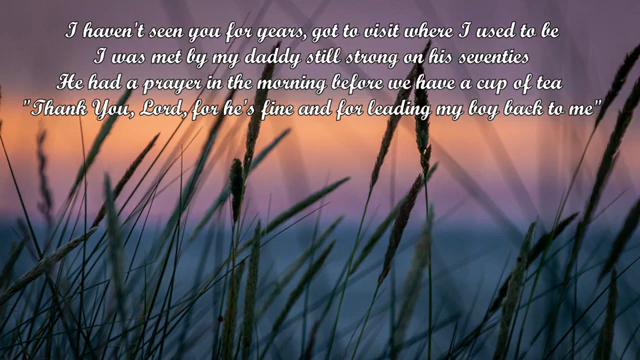 I haven't seen you for years, got to visit where I used to be
I was met by my daddy still strong on his seventies
He had a prayer in the morning before we have a cup of tea
"Thank You, Lord, for he's fine and for leading my boy back to me"